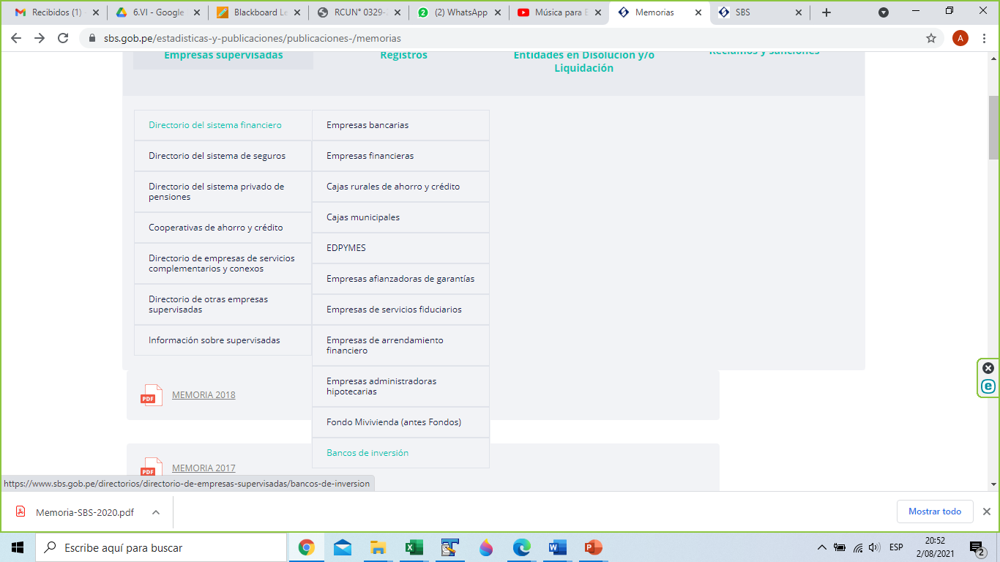 Recibidos (1)
6.VI - Google
Blackboard Le
RCUN° 0329-2
(2) WhatsApp
Música para E
Memorias
SBS
sbs.gob.pe/estadisticas-y-publicaciones/publicaciones-/memorias
A
Empresas supervisadas
Registros
Entidades en Disolución y/o
Liquidación
Reclamos y sanciones
Directorio del sistema financiero
Directorio del sistema de seguros
Directorio del sistema privado de
pensiones
Cooperativas de ahorro y crédito
Directorio de empresas de servicios
complementarios y conexos
Directorio de otras empresas
supervisadas
Información sobre supervisadas
Empresas bancarias
Empresas financieras
Cajas rurales de ahorro y crédito
Cajas municipales
EDPYMES
Empresas afianzadoras de garantías
Empresas de servicios fiduciarios
Empresas de arrendamiento
financiero
Empresas administradoras
hipotecarias
Fondo Mivivienda (antes Fondos)
Bancos de inversión
PDF
MEMORIA 2018
PDF
MEMORIA 2017
https://www.sbs.gob.pe/directorios/directorio-de-empresas-supervisadas/bancos-de-inversion
Memoria-SBS-2020.pdf
Mostrar todo
Escribe aquí para buscar
ESP
20:52
2/08/2021
2